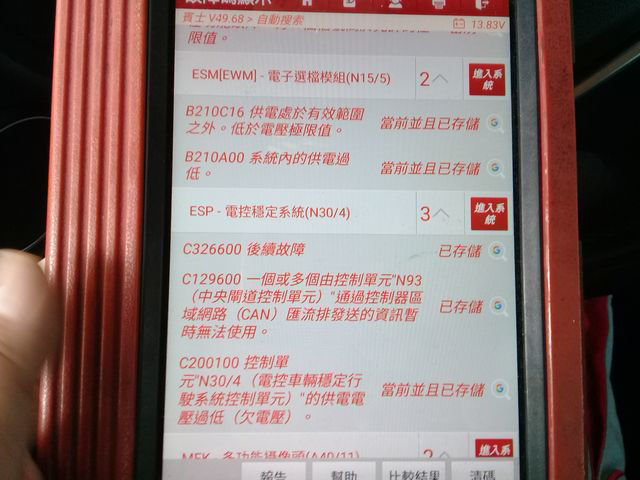 賓士 V49.68 > 自動搜索
13.83V
限值。
ESM[EWM] - 電子選檔模組(N15/5)
2
進入系
統
B210C16 供電處於有效範圍
之外。低於電壓極限值。
當前並且已存儲
B210A00 系統內的供電過
低。
當前並且已存儲
ESP - 電控穩定系統(N30/4)
3
進入系
統
C326600 後續故障
已存儲
C129600 一個或多個由控制單元"N93
（中央閘道控制單元）"通過控制器區
域網路（CAN）匯流排發送的資訊暫
時無法使用。
已存儲
C200100 控制單
元"N30/4（電控車輛穩定行
駛系統控制單元）"的供電電
壓過低（欠電壓）。
當前並且已存儲
MFK - 多功能攝像頭(A40/11)
2
進入系
報告
幫助
比較結果
清碼